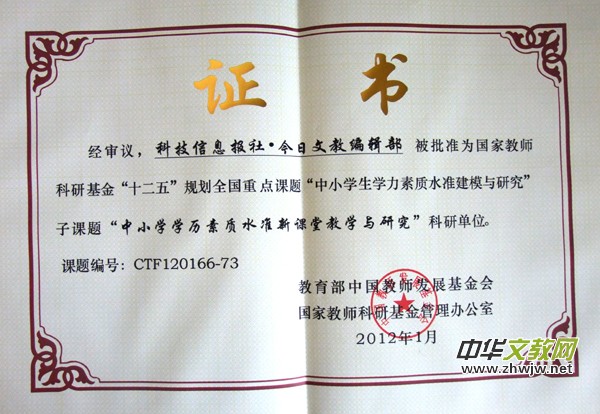 证 书
经审议，科技信息报社·今日文教编辑部 被批准为国家教师
科研基金“十二五”规划全国重点课题“中小学生学力素质水准建模与研究”
子课题“中小学学历素质水准新课堂教学与研究”科研单位。
课题编号：CTF120166-73
教育部中国教师发展基金会
国家教师科研基金管理办公室
2012年1月
中华文教网
www.zhwjw.net